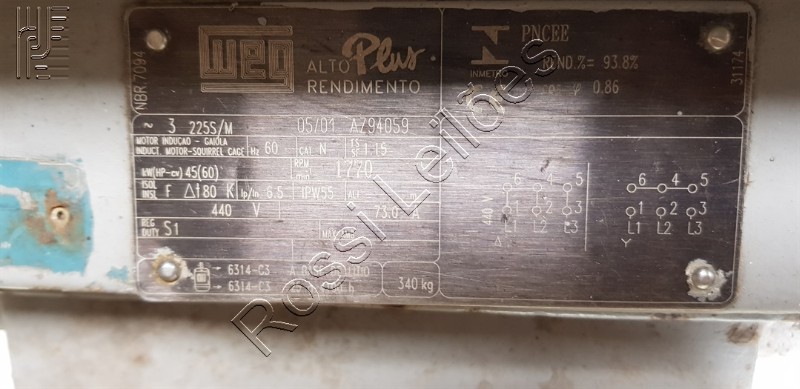 WEG
ALTO Plus
RENDIMENTO
INMETRO
PNCEE
REND.%= 93.8%
φ 0.86
NBR.7094
31174
~ 3 225S/M 05/01 AZ94059
MOTOR INDUCAO - GAIOLA
INDUCT. MOTOR-SQUIRREL CAGE Hz 60 CAT N 1.15
kW(HP-cv) 45(60) RPM min⁻¹ 1770
ISOL INSL F Δt 80 K Ip/In 6.5 IPW55
440 V 73.0 A
REG DUTY S1
440 V
Δ
6 4 5
1 2 3
L1 L2 L3
Y
6 4 5
1 2 3
L1 L2 L3
6314-C3
6314-C3
h
340 kg
Rossi Leilões